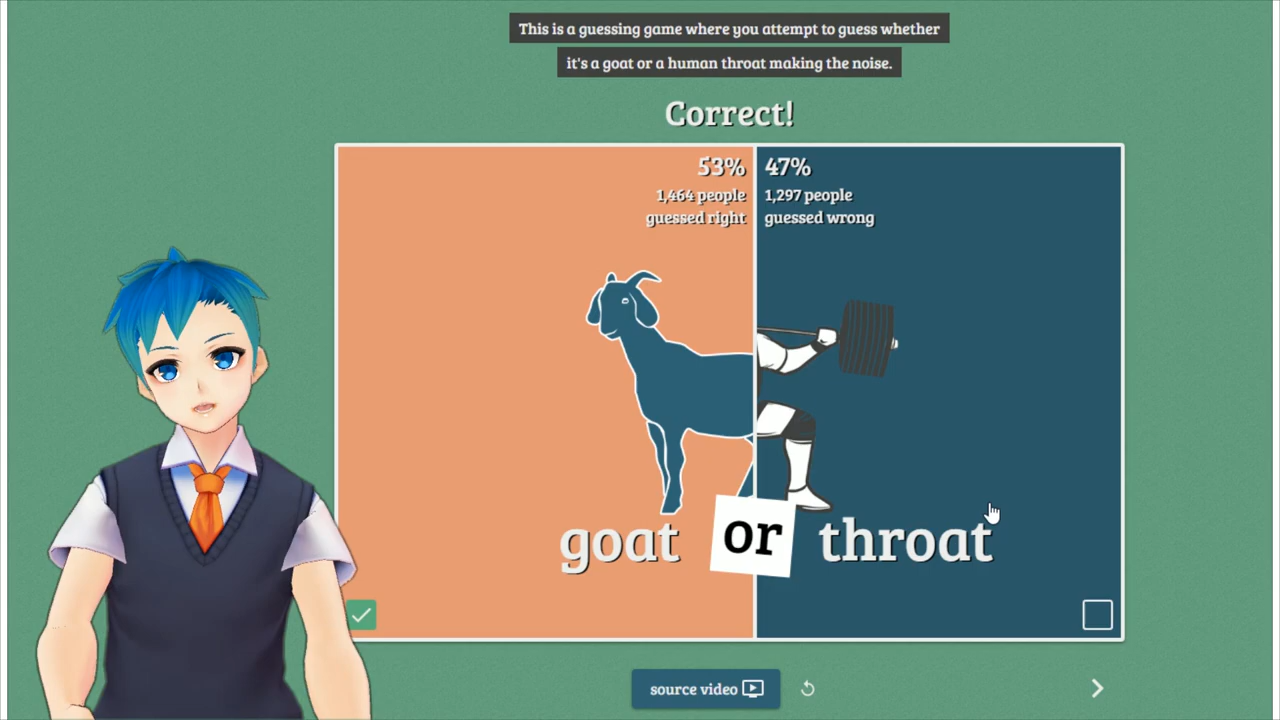 This is a guessing game where you attempt to guess whether
it's a goat or a human throat making the noise.
Correct!
53%
1,464 people
guessed right
47%
1,297 people
guessed wrong
goat or throat
source video